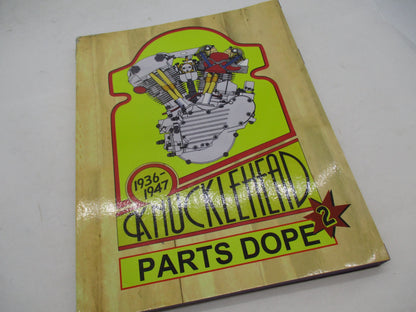 1936-
1947
KNUCKLEHEAD
PARTS DOPE 2